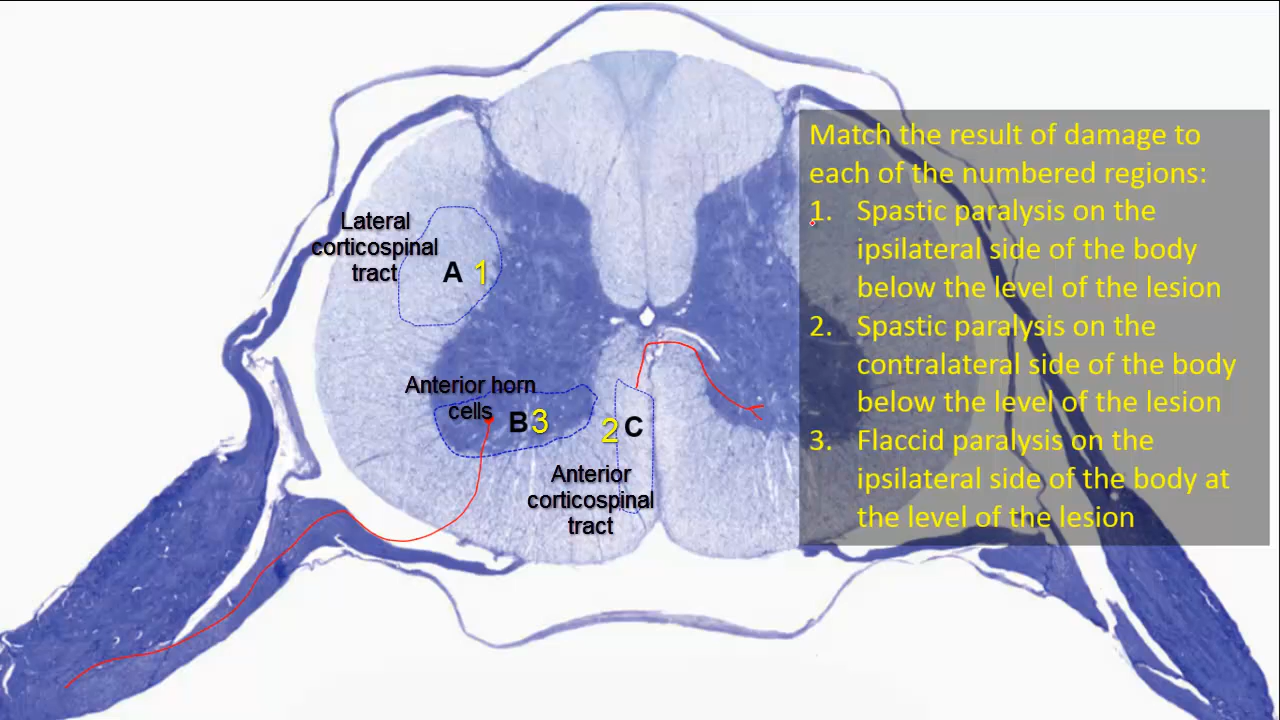 Match the result of damage to
each of the numbered regions:
1. Spastic paralysis on the
ipsilateral side of the body
below the level of the lesion
2. Spastic paralysis on the
contralateral side of the body
below the level of the lesion
3. Flaccid paralysis on the
ipsilateral side of the body at
the level of the lesion
Lateral
corticospinal
tract
A 1
Anterior horn
cells
B 3
2 C
Anterior
corticospinal
tract